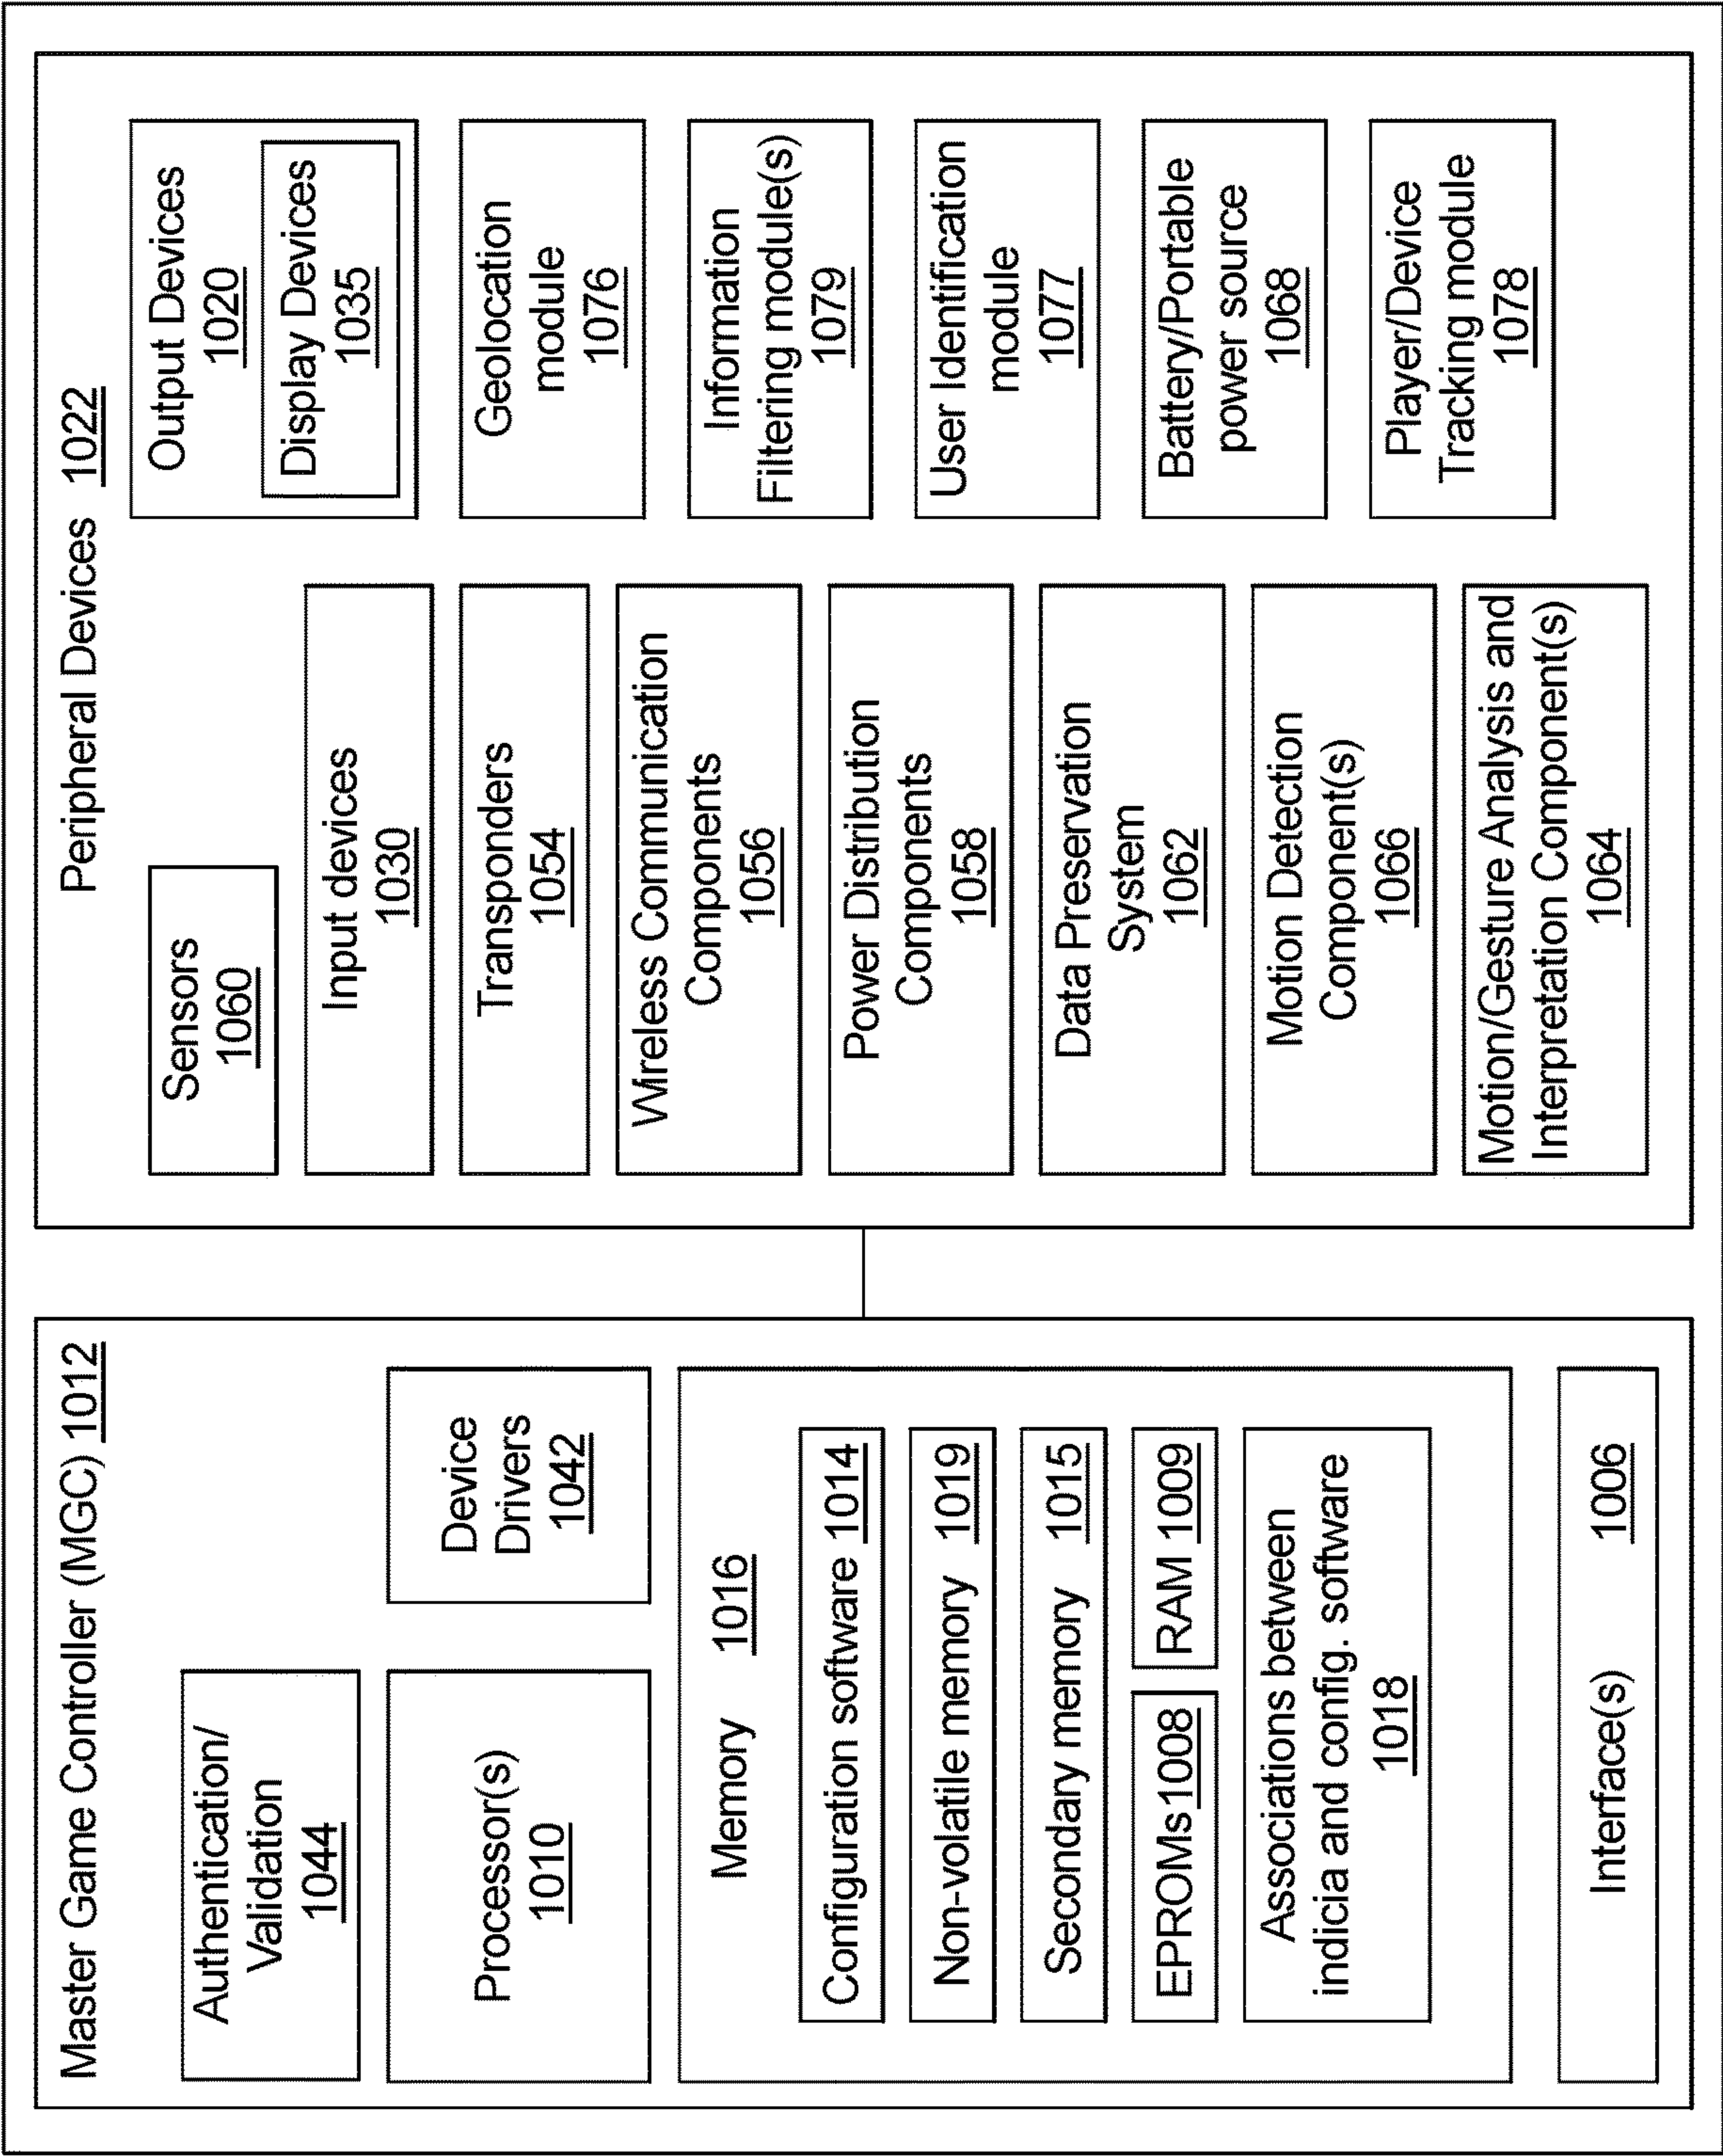 Master Game Controller (MGC) 1012
Authentication/
Validation
1044
Processor(s)
1010
Device
Drivers
1042
Memory 1016
Configuration software 1014
Non-volatile memory 1019
Secondary memory 1015
EPROMs 1008
RAM 1009
Associations between
indicia and config. software
1018
Interface(s) 1006
Peripheral Devices 1022
Sensors
1060
Input devices
1030
Transponders
1054
Wireless Communication
Components
1056
Power Distribution
Components
1058
Data Preservation
System
1062
Motion Detection
Component(s)
1066
Motion/Gesture Analysis and
Interpretation Component(s)
1064
Output Devices
1020
Display Devices
1035
Geolocation
module
1076
Information
Filtering module(s)
1079
User Identification
module
1077
Battery/Portable
power source
1068
Player/Device
Tracking module
1078